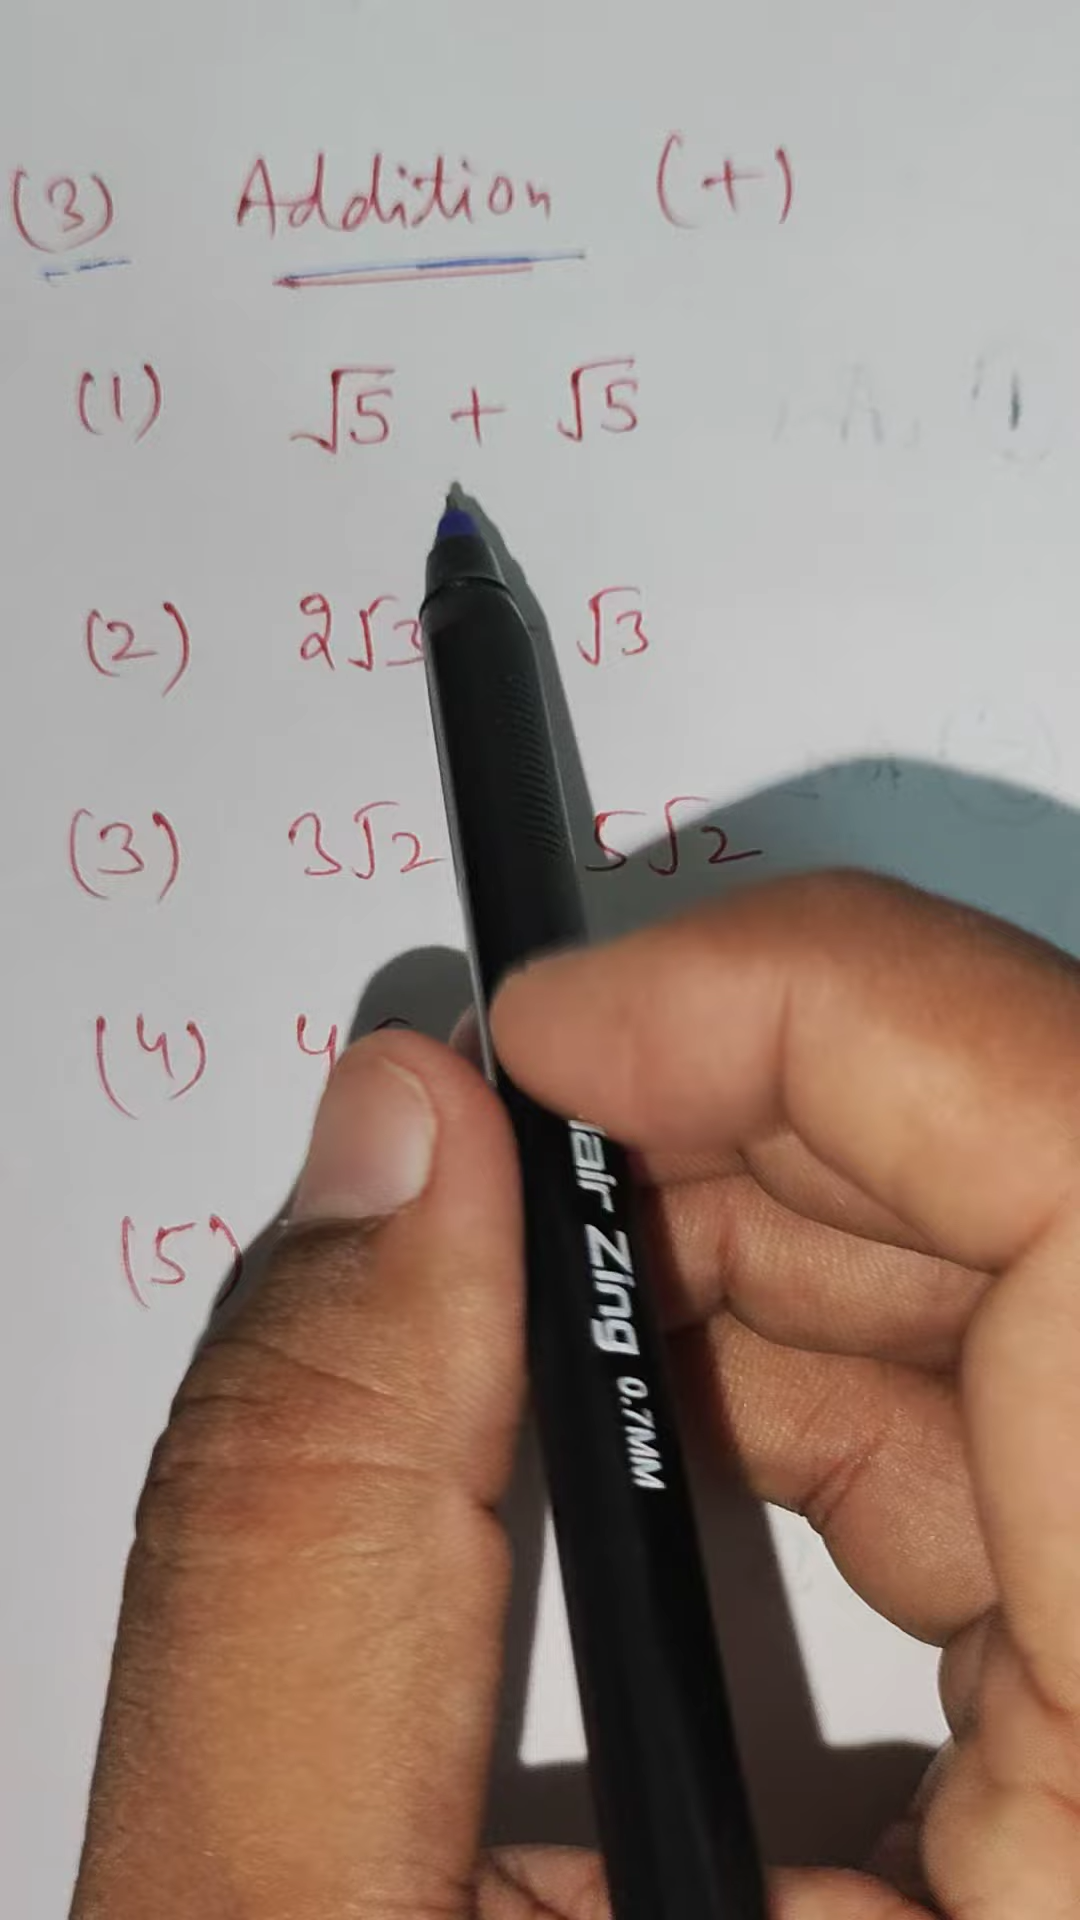 (3) Addition (+)
(1) √5 + √5
(2) 2√3 √3
(3) 3√2 5√2
(4) 4
(5)
lair Zing 0.7MM